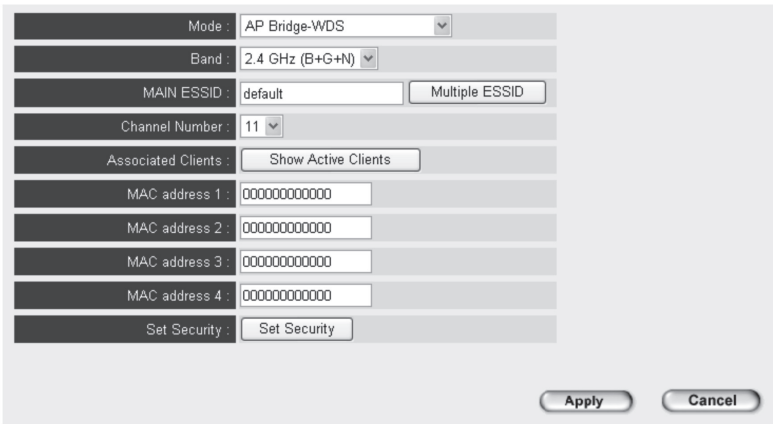 Mode : AP Bridge-WDS
Band : 2.4 GHz (B+G+N)
MAIN ESSID : default Multiple ESSID
Channel Number : 11
Associated Clients : Show Active Clients
MAC address 1 : 000000000000
MAC address 2 : 000000000000
MAC address 3 : 000000000000
MAC address 4 : 000000000000
Set Security : Set Security
Apply Cancel